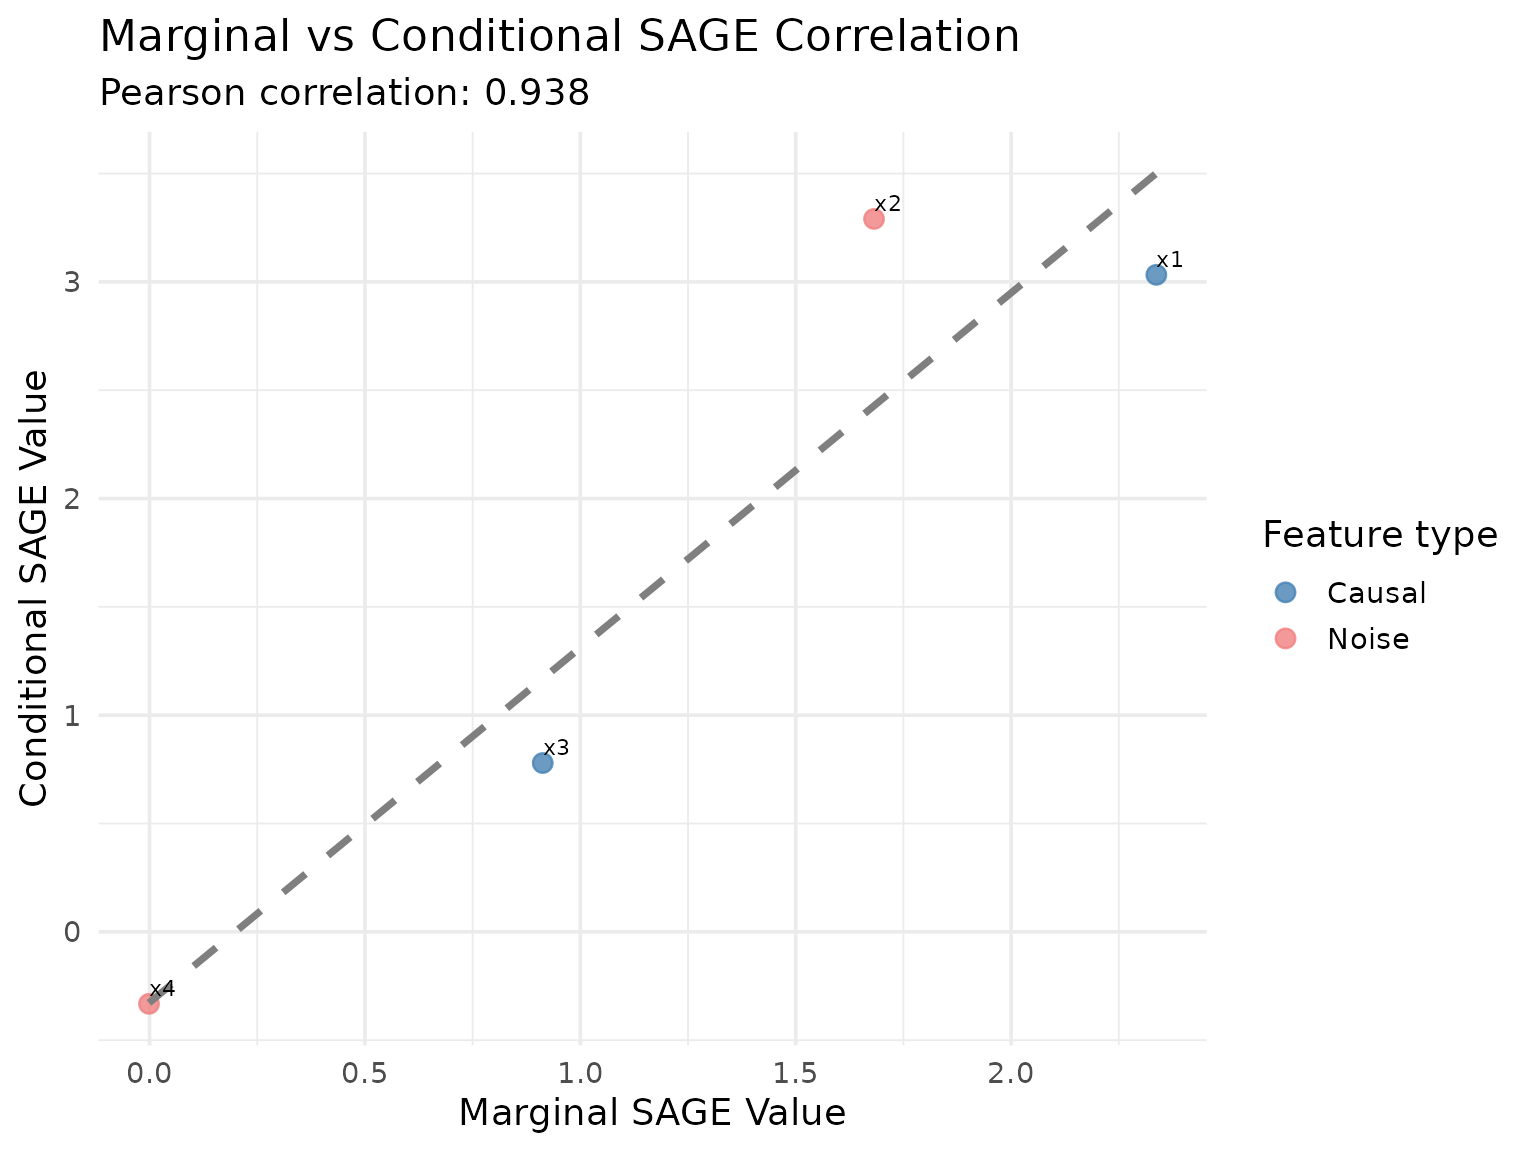 Marginal vs Conditional SAGE Correlation
Pearson correlation: 0.938
Conditional SAGE Value
3
2
1
0
x2
x1
x3
x4
0.0 0.5 1.0 1.5 2.0
Marginal SAGE Value
Feature type
Causal
Noise